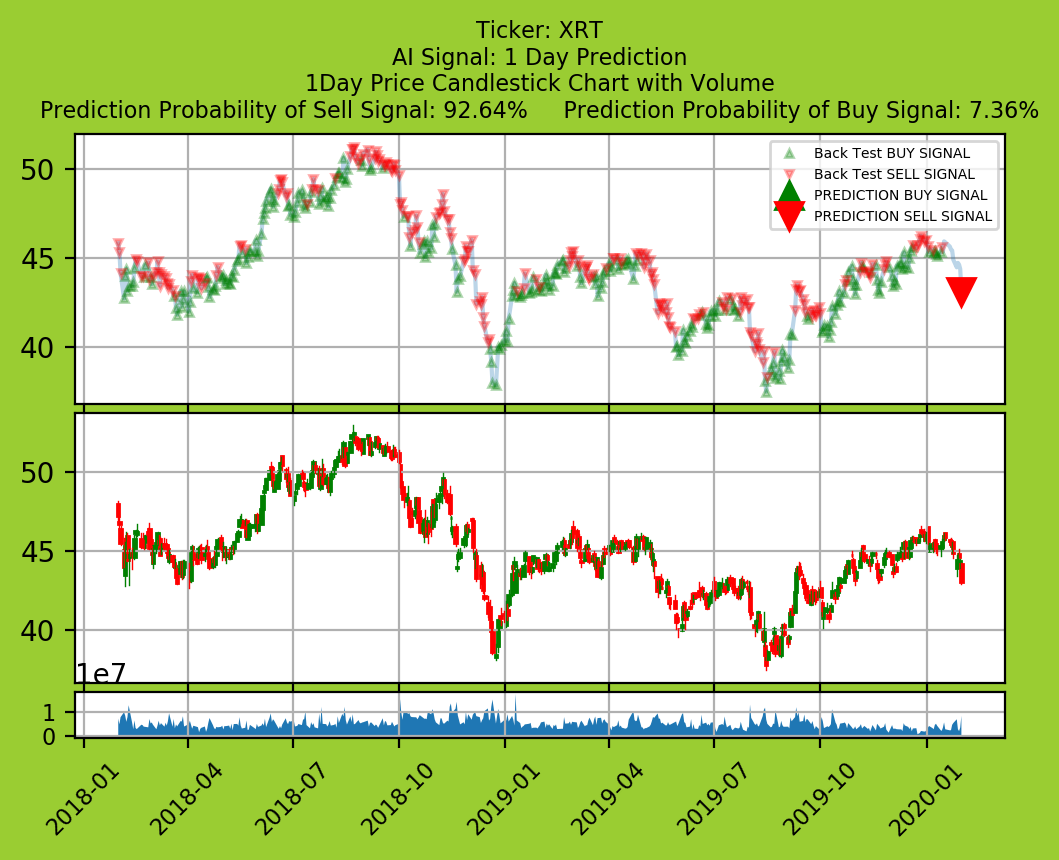 Ticker: XRT
AI Signal: 1 Day Prediction
1Day Price Candlestick Chart with Volume
Prediction Probability of Sell Signal: 92.64%     Prediction Probability of Buy Signal: 7.36%
Back Test BUY SIGNAL
Back Test SELL SIGNAL
PREDICTION BUY SIGNAL
PREDICTION SELL SIGNAL
50
45
40
50
45
40
1e7
1
0
2018-01
2018-04
2018-07
2018-10
2019-01
2019-04
2019-07
2019-10
2020-01